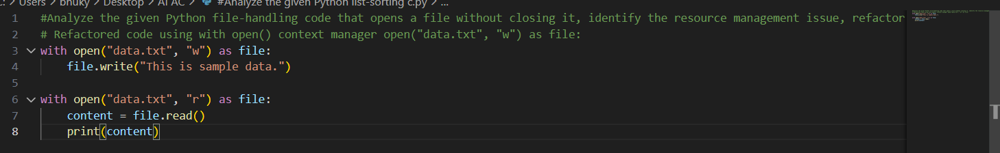 C: > Users > bhuky > Desktop > AI AC > #Analyze the given Python list-sorting c.py > ...
1 #Analyze the given Python file-handling code that opens a file without closing it, identify the resource management issue, refactor
2 # Refactored code using with open() context manager open("data.txt", "w") as file:
3 with open("data.txt", "w") as file:
4 file.write("This is sample data.")
5
6 with open("data.txt", "r") as file:
7 content = file.read()
8 print(content)